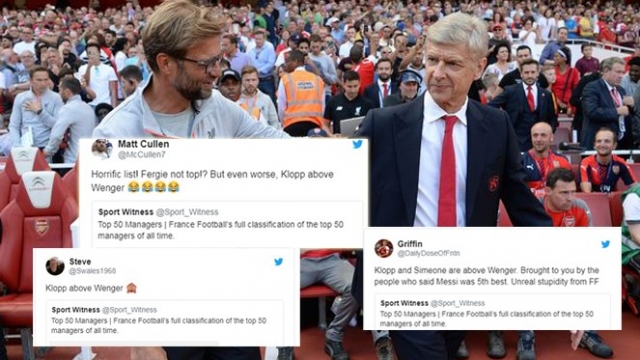 Matt Cullen
@McCullen7
Horrific list! Fergie not top!? But even worse, Klopp above
Wenger 😂😂😂😂
Sport Witness @Sport_Witness
Top 50 Managers | France Football's full classification of the top 50
managers of all time.
Steve
@Swales1968
Klopp above Wenger 🙈
Sport Witness @Sport_Witness
Top 50 Managers | France Football's full classification of the top 50
managers of all time.
Griffin
@DailyDoseOfFntn
Klopp and Simeone are above Wenger. Brought to you by the
people who said Messi was 5th best. Unreal stupidity from FF
Sport Witness @Sport_Witness
Top 50 Managers | France Football's full classification of the top 50
managers of all time.